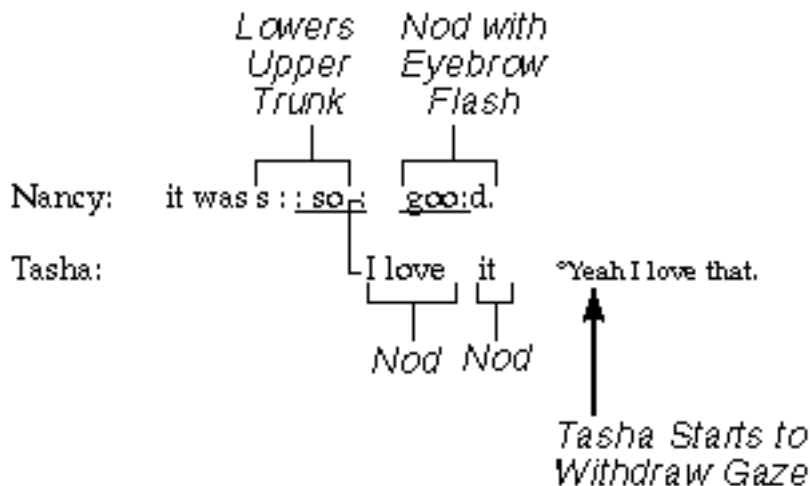 Lowers Upper Trunk
Nod with Eyebrow Flash
Nancy: it was s : : so : goo:d.
Tasha: I love it °Yeah I love that.
Nod Nod
Tasha Starts to
Withdraw Gaze